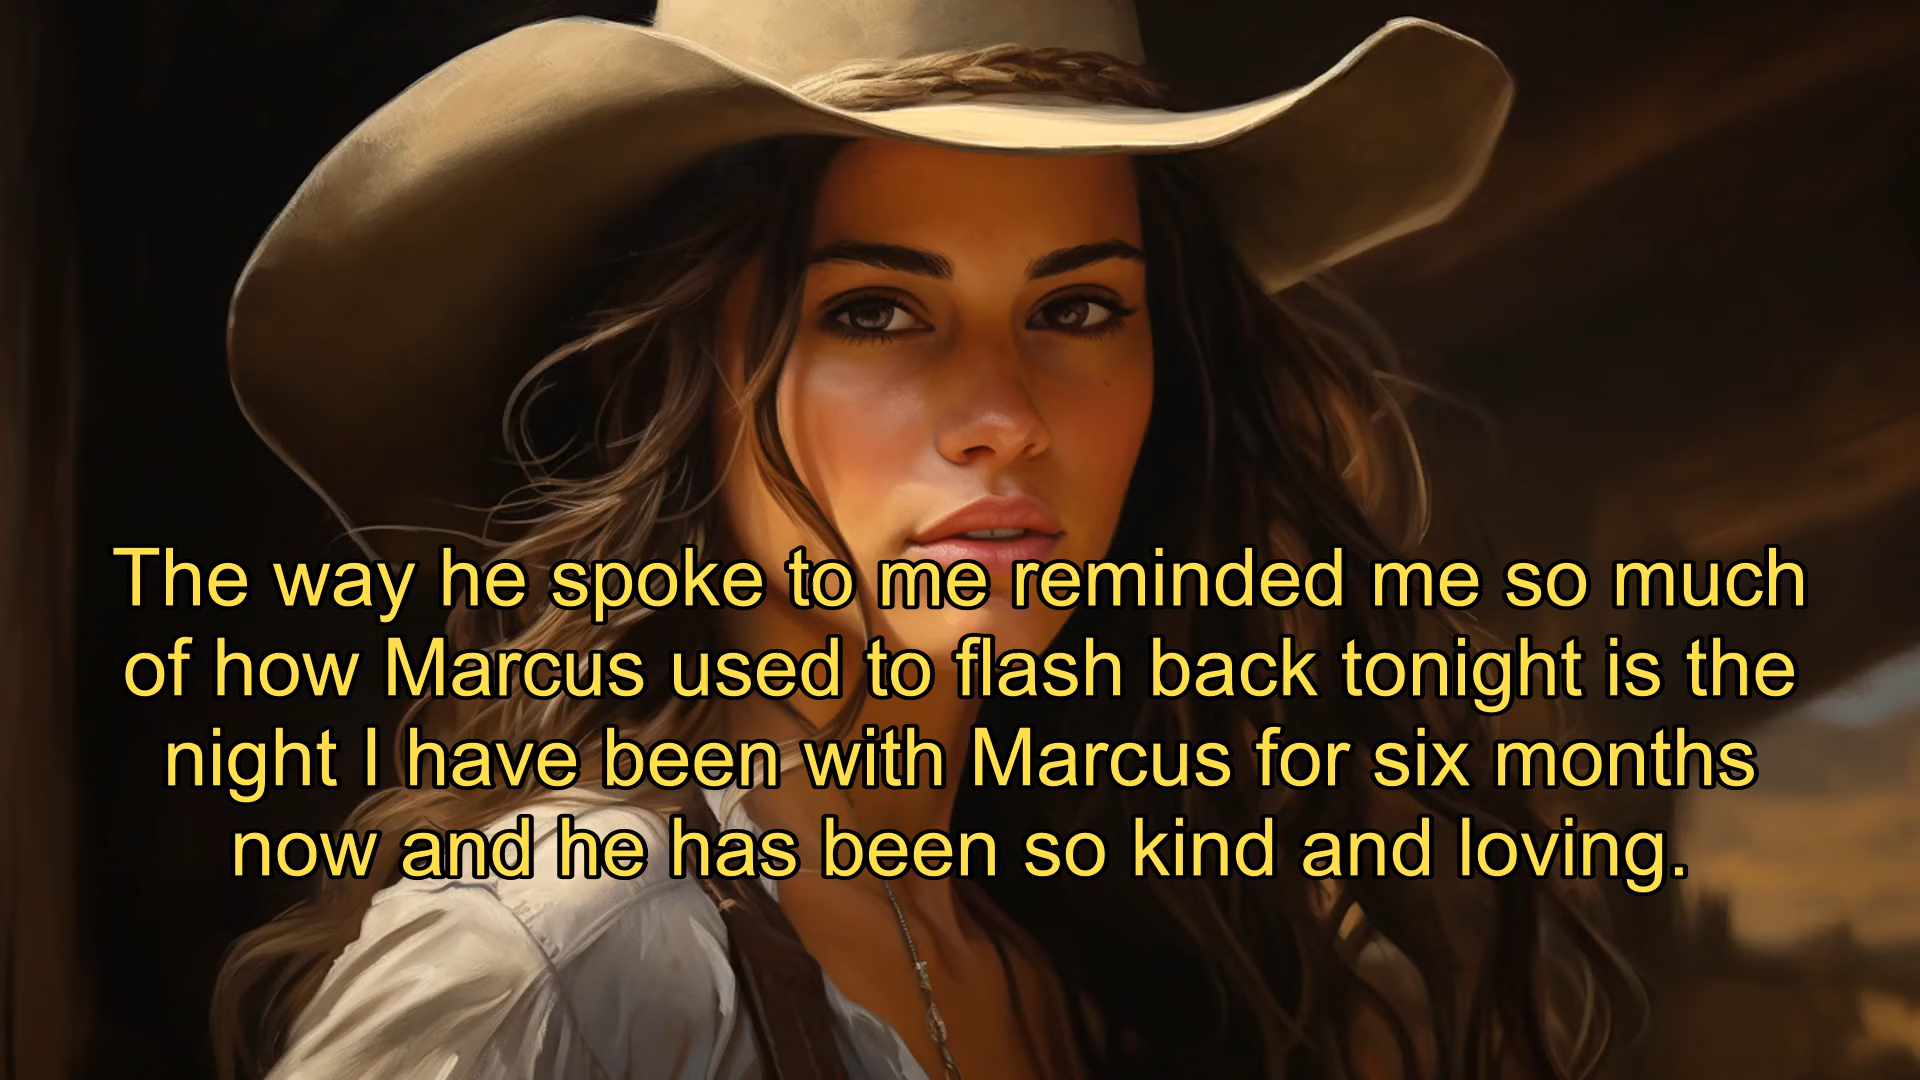 The way he spoke to me reminded me so much
of how Marcus used to flash back tonight is the
night I have been with Marcus for six months
now and he has been so kind and loving.